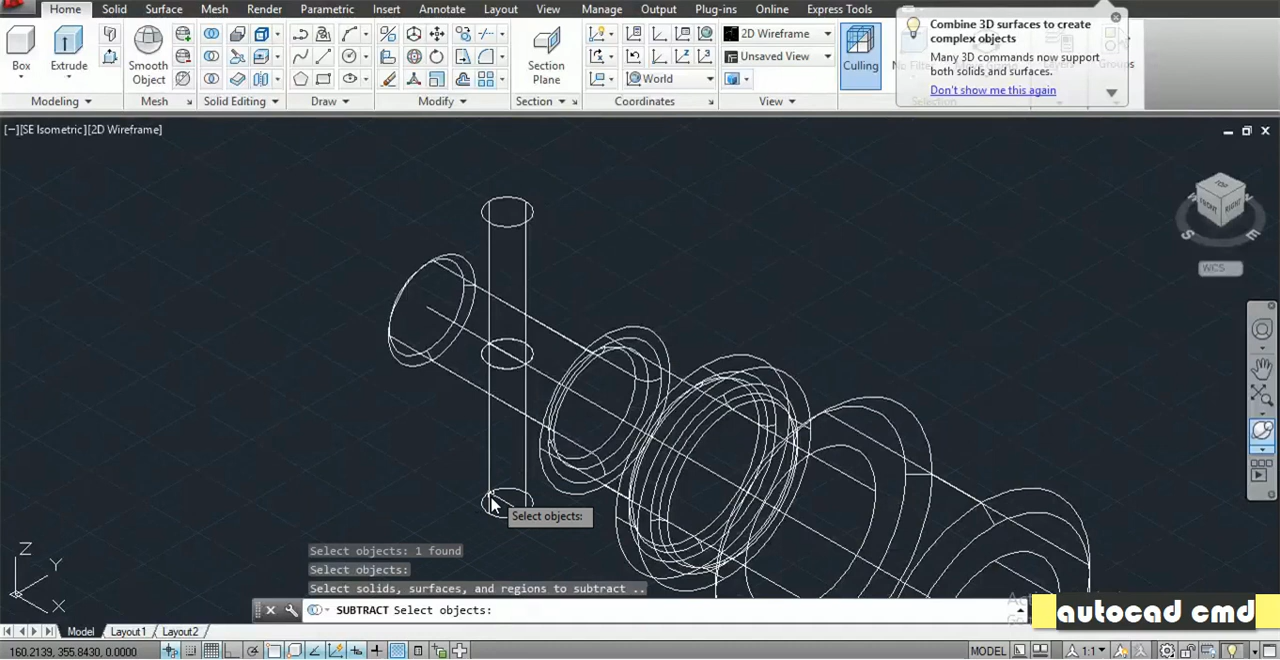 Home Solid Surface Mesh Render Parametric Insert Annotate Layout View Manage Output Plug-ins Online Express Tools
Box Extrude Smooth Object Section Plane
2D Wireframe
Unsaved View
World
Culling
Combine 3D surfaces to create
complex objects
Many 3D commands now support
both solids and surfaces.
Don't show me this again
Groups
Modeling Mesh Solid Editing Draw Modify Section Coordinates View Selection
[−][SE Isometric][2D Wireframe]
TOP
FRONT RIGHT
S E
WCS
Select objects:
Z
Y
X
Select objects: 1 found
Select objects:
Select solids, surfaces, and regions to subtract ..
SUBTRACT Select objects:
autocad cmd
Model Layout1 Layout2
160.2139, 355.8430, 0.0000 MODEL 1:1